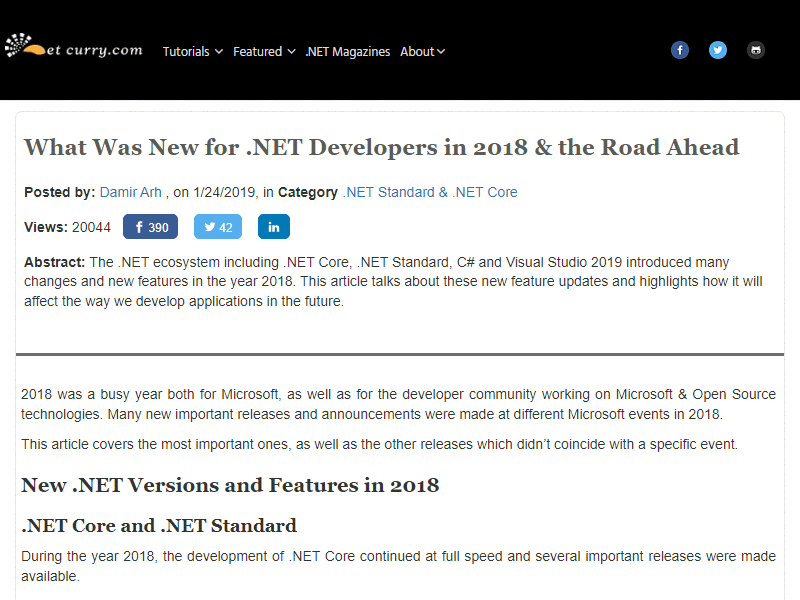 et curry.com Tutorials Featured .NET Magazines About
What Was New for .NET Developers in 2018 & the Road Ahead
Posted by: Damir Arh , on 1/24/2019, in Category .NET Standard & .NET Core
Views: 20044 390 42
Abstract: The .NET ecosystem including .NET Core, .NET Standard, C# and Visual Studio 2019 introduced many
changes and new features in the year 2018. This article talks about these new feature updates and highlights how it will
affect the way we develop applications in the future.
2018 was a busy year both for Microsoft, as well as for the developer community working on Microsoft & Open Source
technologies. Many new important releases and announcements were made at different Microsoft events in 2018.
This article covers the most important ones, as well as the other releases which didn’t coincide with a specific event.
New .NET Versions and Features in 2018
.NET Core and .NET Standard
During the year 2018, the development of .NET Core continued at full speed and several important releases were made
available.